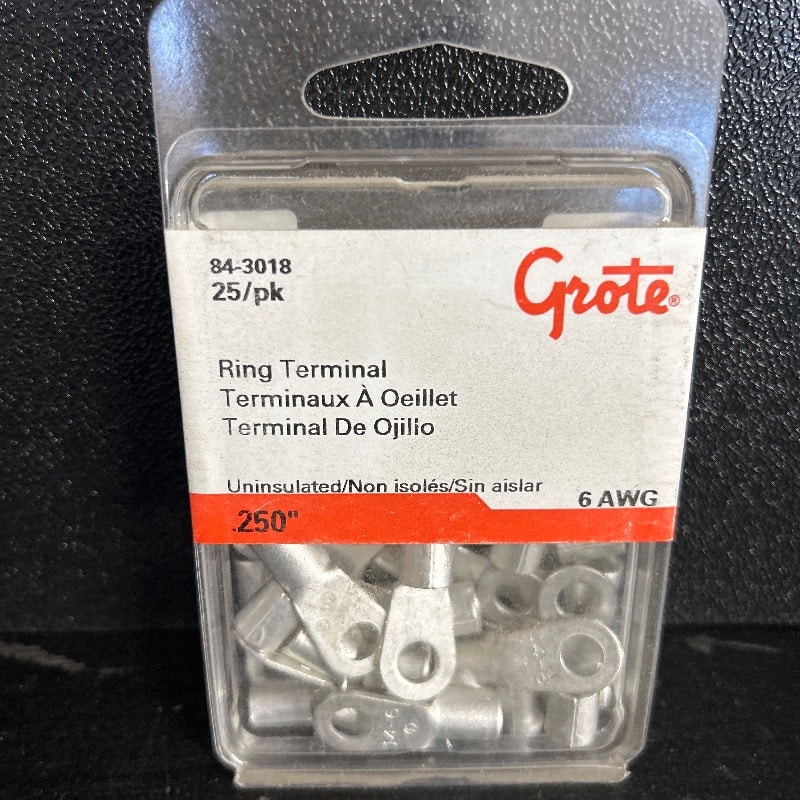 84-3018
25/pk
Grote®
Ring Terminal
Terminaux À Oeillet
Terminal De Ojillo
Uninsulated/Non isolés/Sin aislar
6 AWG
.250"